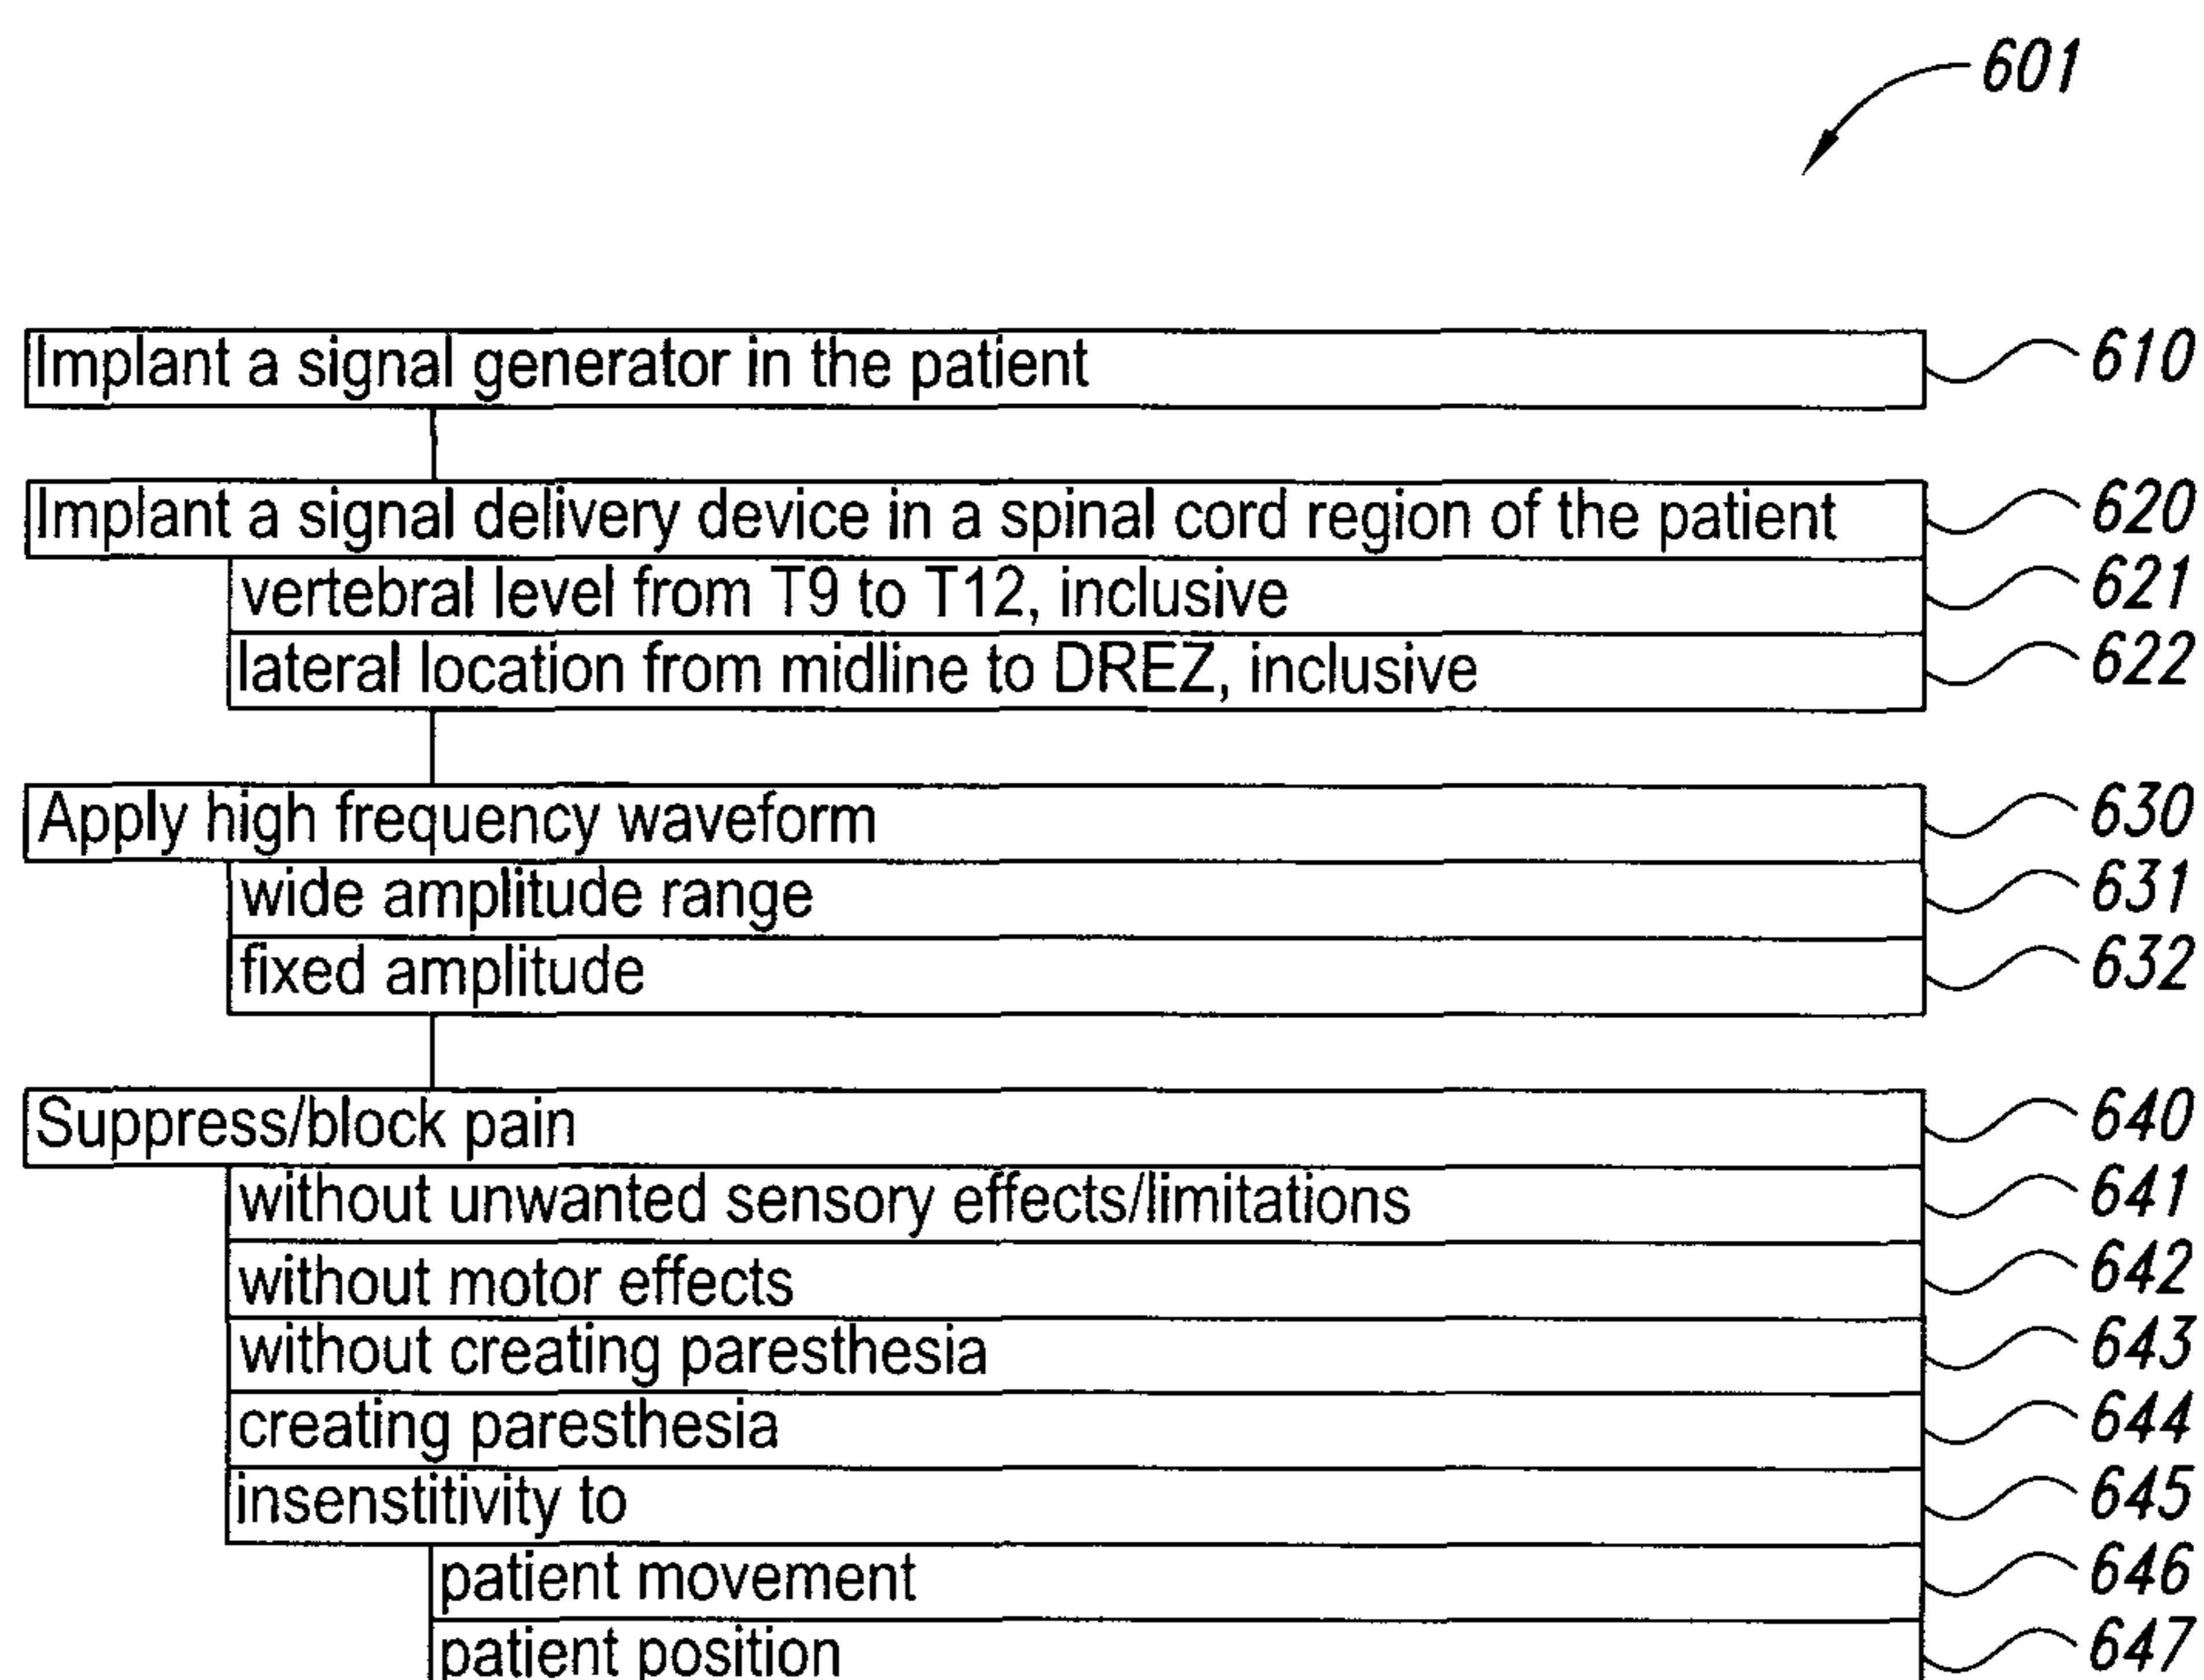 601
Implant a signal generator in the patient 610
Implant a signal delivery device in a spinal cord region of the patient 620
vertebral level from T9 to T12, inclusive 621
lateral location from midline to DREZ, inclusive 622
Apply high frequency waveform 630
wide amplitude range 631
fixed amplitude 632
Suppress/block pain 640
without unwanted sensory effects/limitations 641
without motor effects 642
without creating paresthesia 643
creating paresthesia 644
insenstitivity to 645
patient movement 646
patient position 647